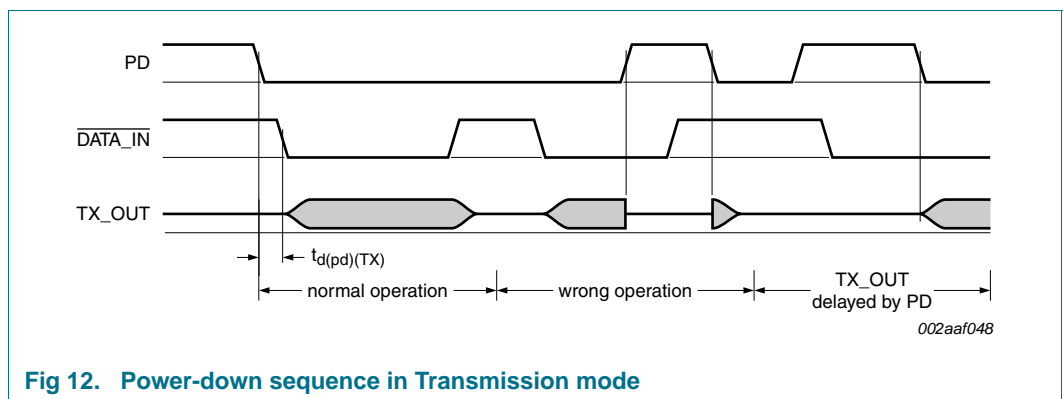 PD
DATA_IN
TX_OUT
td(pd)(TX)
normal operation
wrong operation
TX_OUT
delayed by PD
002aaf048
Fig 12. Power-down sequence in Transmission mode